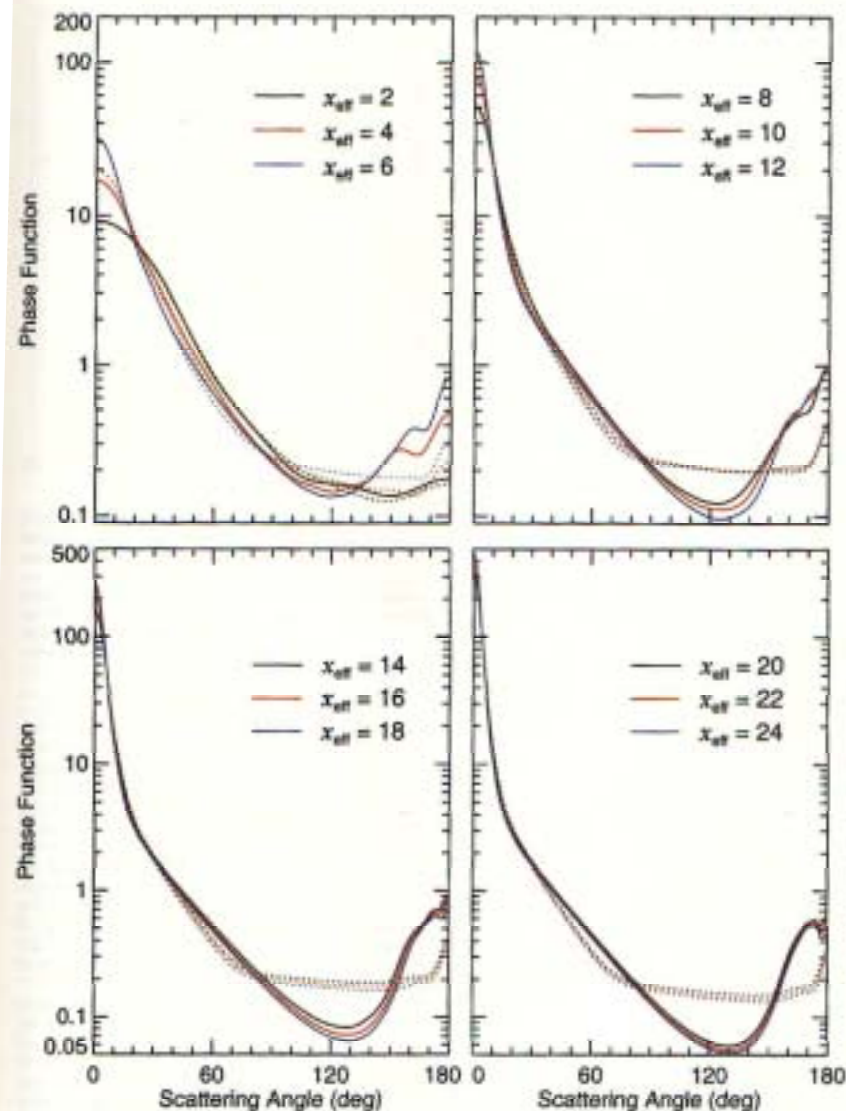 200
100
10
1
0.1
Phase Function
x_eff = 2
x_eff = 4
x_eff = 6
x_eff = 8
x_eff = 10
x_eff = 12
500
100
10
1
0.1
0.05
Phase Function
x_eff = 14
x_eff = 16
x_eff = 18
x_eff = 20
x_eff = 22
x_eff = 24
0 60 120 180
0 60 120 180
Scattering Angle (deg)
Scattering Angle (deg)